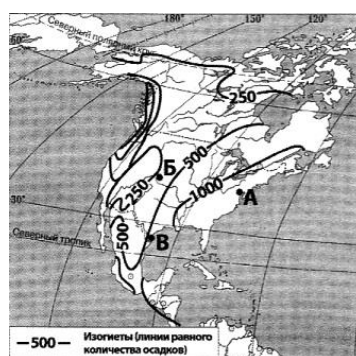 180° 150° 120°
60°
Северный полярный кру
250
Б
500
250
1000
А
30°
500
В
Северный тропик
—500— Изогиеты (линии равного
количества осадков)